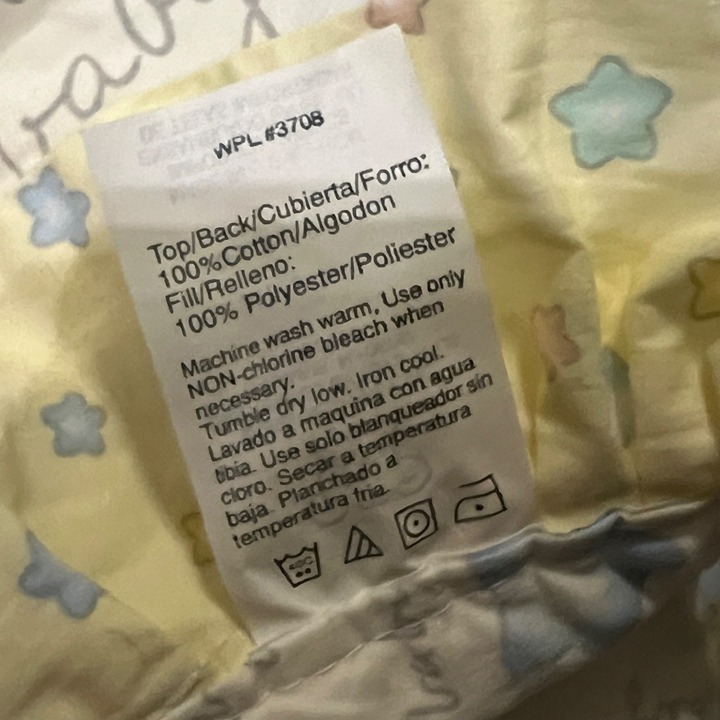 WPL #3708
Top/Back/Cubierta/Forro:
100%Cotton/Algodon
Fill/Relleno:
100% Polyester/Poliester
Machine wash warm, Use only
NON-chlorine bleach when
necessary.
Tumble dry low. Iron cool.
Lavado a maquina con agua
tibia. Use solo blanqueador sin
cloro. Secar a temperatura
baja. Planchado a
temperatura fria.